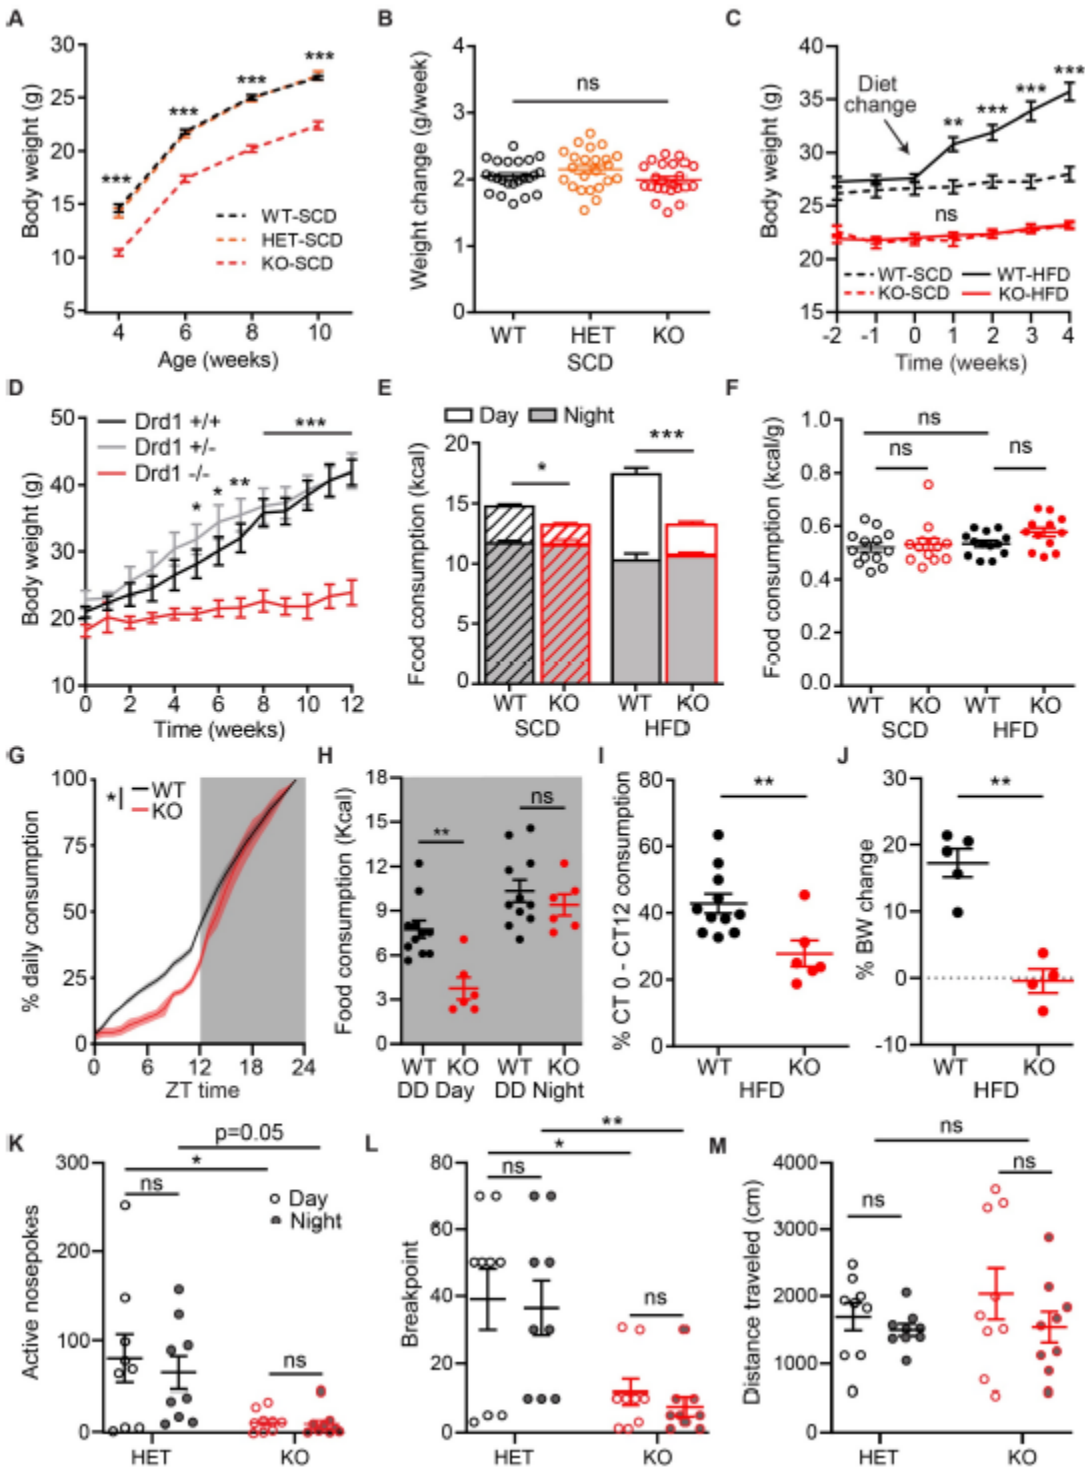 A
30
25
20
15
10
5
Body weight (g)
***
***
***
***
WT-SCD
HET-SCD
KO-SCD
4
6
8
10
Age (weeks)
B
4
3
2
1
0
Weight change (g/week)
ns
WT
HET
KO
SCD
C
40
35
30
25
20
15
Body weight (g)
Diet
change
**
***
***
***
ns
WT-SCD
WT-HFD
KO-SCD
KO-HFD
-2
-1
0
1
2
3
4
Time (weeks)
D
50
40
30
20
10
Body weight (g)
Drd1 +/+
Drd1 +/-
Drd1 -/-
*
*
**
***
0
2
4
6
8
10
12
Time (weeks)
E
Day
Night
20
15
10
5
0
Food consumption (kcal)
*
***
WT
KO
WT
KO
SCD
HFD
F
1.0
0.8
0.6
0.4
0.2
0.0
Food consumption (kcal/g)
ns
ns
ns
WT
KO
WT
KO
SCD
HFD
G
100
75
50
25
0
% daily consumption
*
WT
KO
0
6
12
18
24
ZT time
H
18
15
12
9
6
3
0
Food consumption (Kcal)
**
ns
WT
KO
WT
KO
DD Day
DD Night
I
80
60
40
20
0
% CT 0 - CT12 consumption
**
WT
KO
HFD
J
30
20
10
0
-10
% BW change
**
WT
KO
HFD
K
300
200
100
0
Active nosepokes
p=0.05
*
ns
Day
Night
ns
HET
KO
L
80
60
40
20
0
Breakpoint
**
*
ns
ns
HET
KO
M
4000
3000
2000
1000
0
Distance traveled (cm)
ns
ns
ns
HET
KO